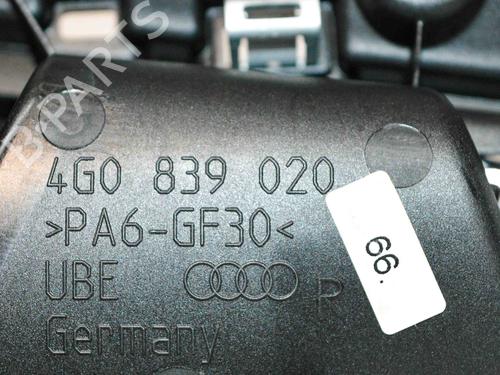 B-PARTS
4G0 839 020
>PA6-GF30<
UBE R
Germany
66.